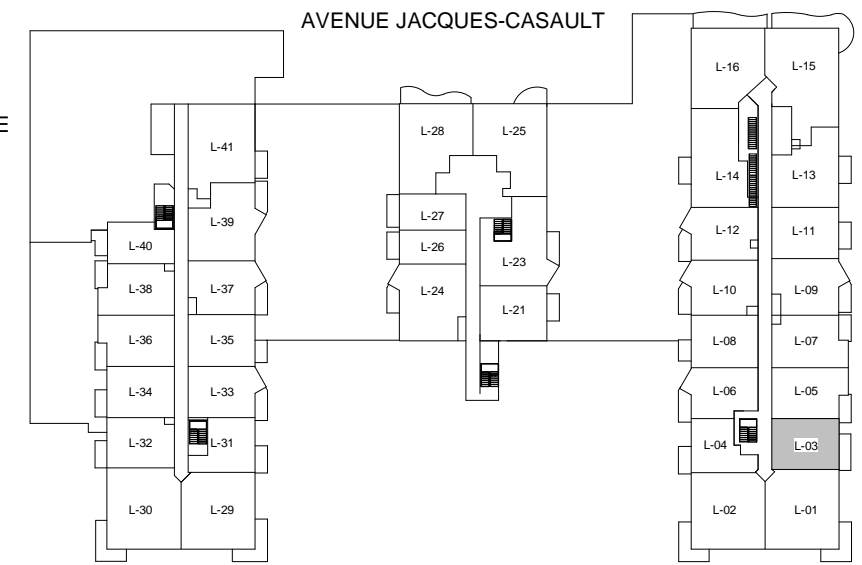 AVENUE JACQUES-CASAULT
E
L-16
L-15
L-41
L-28
L-25
L-14
L-13
L-39
L-27
L-12
L-11
L-40
L-26
L-23
L-38
L-37
L-24
L-10
L-09
L-21
L-36
L-35
L-08
L-07
L-34
L-33
L-06
L-05
L-32
L-31
L-04
L-03
L-30
L-29
L-02
L-01